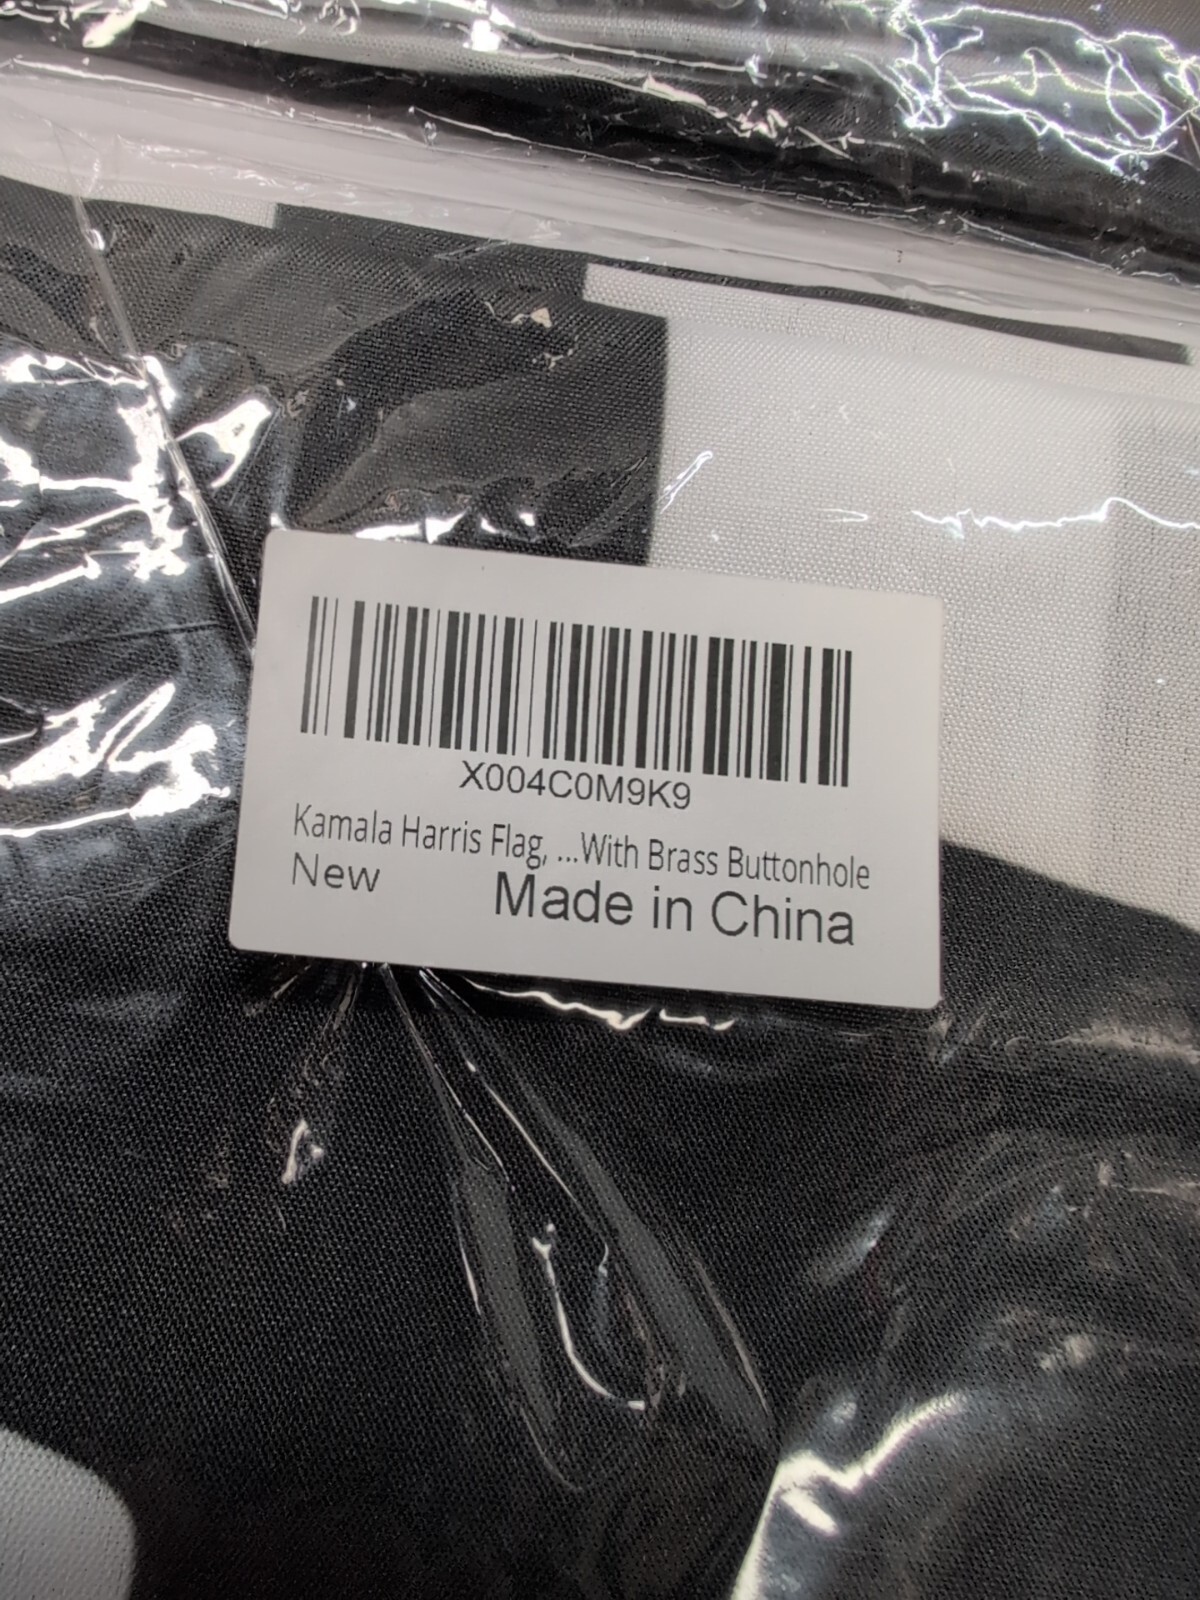 X004C0M9K9
Kamala Harris Flag, ...With Brass Buttonhole
New
Made in China